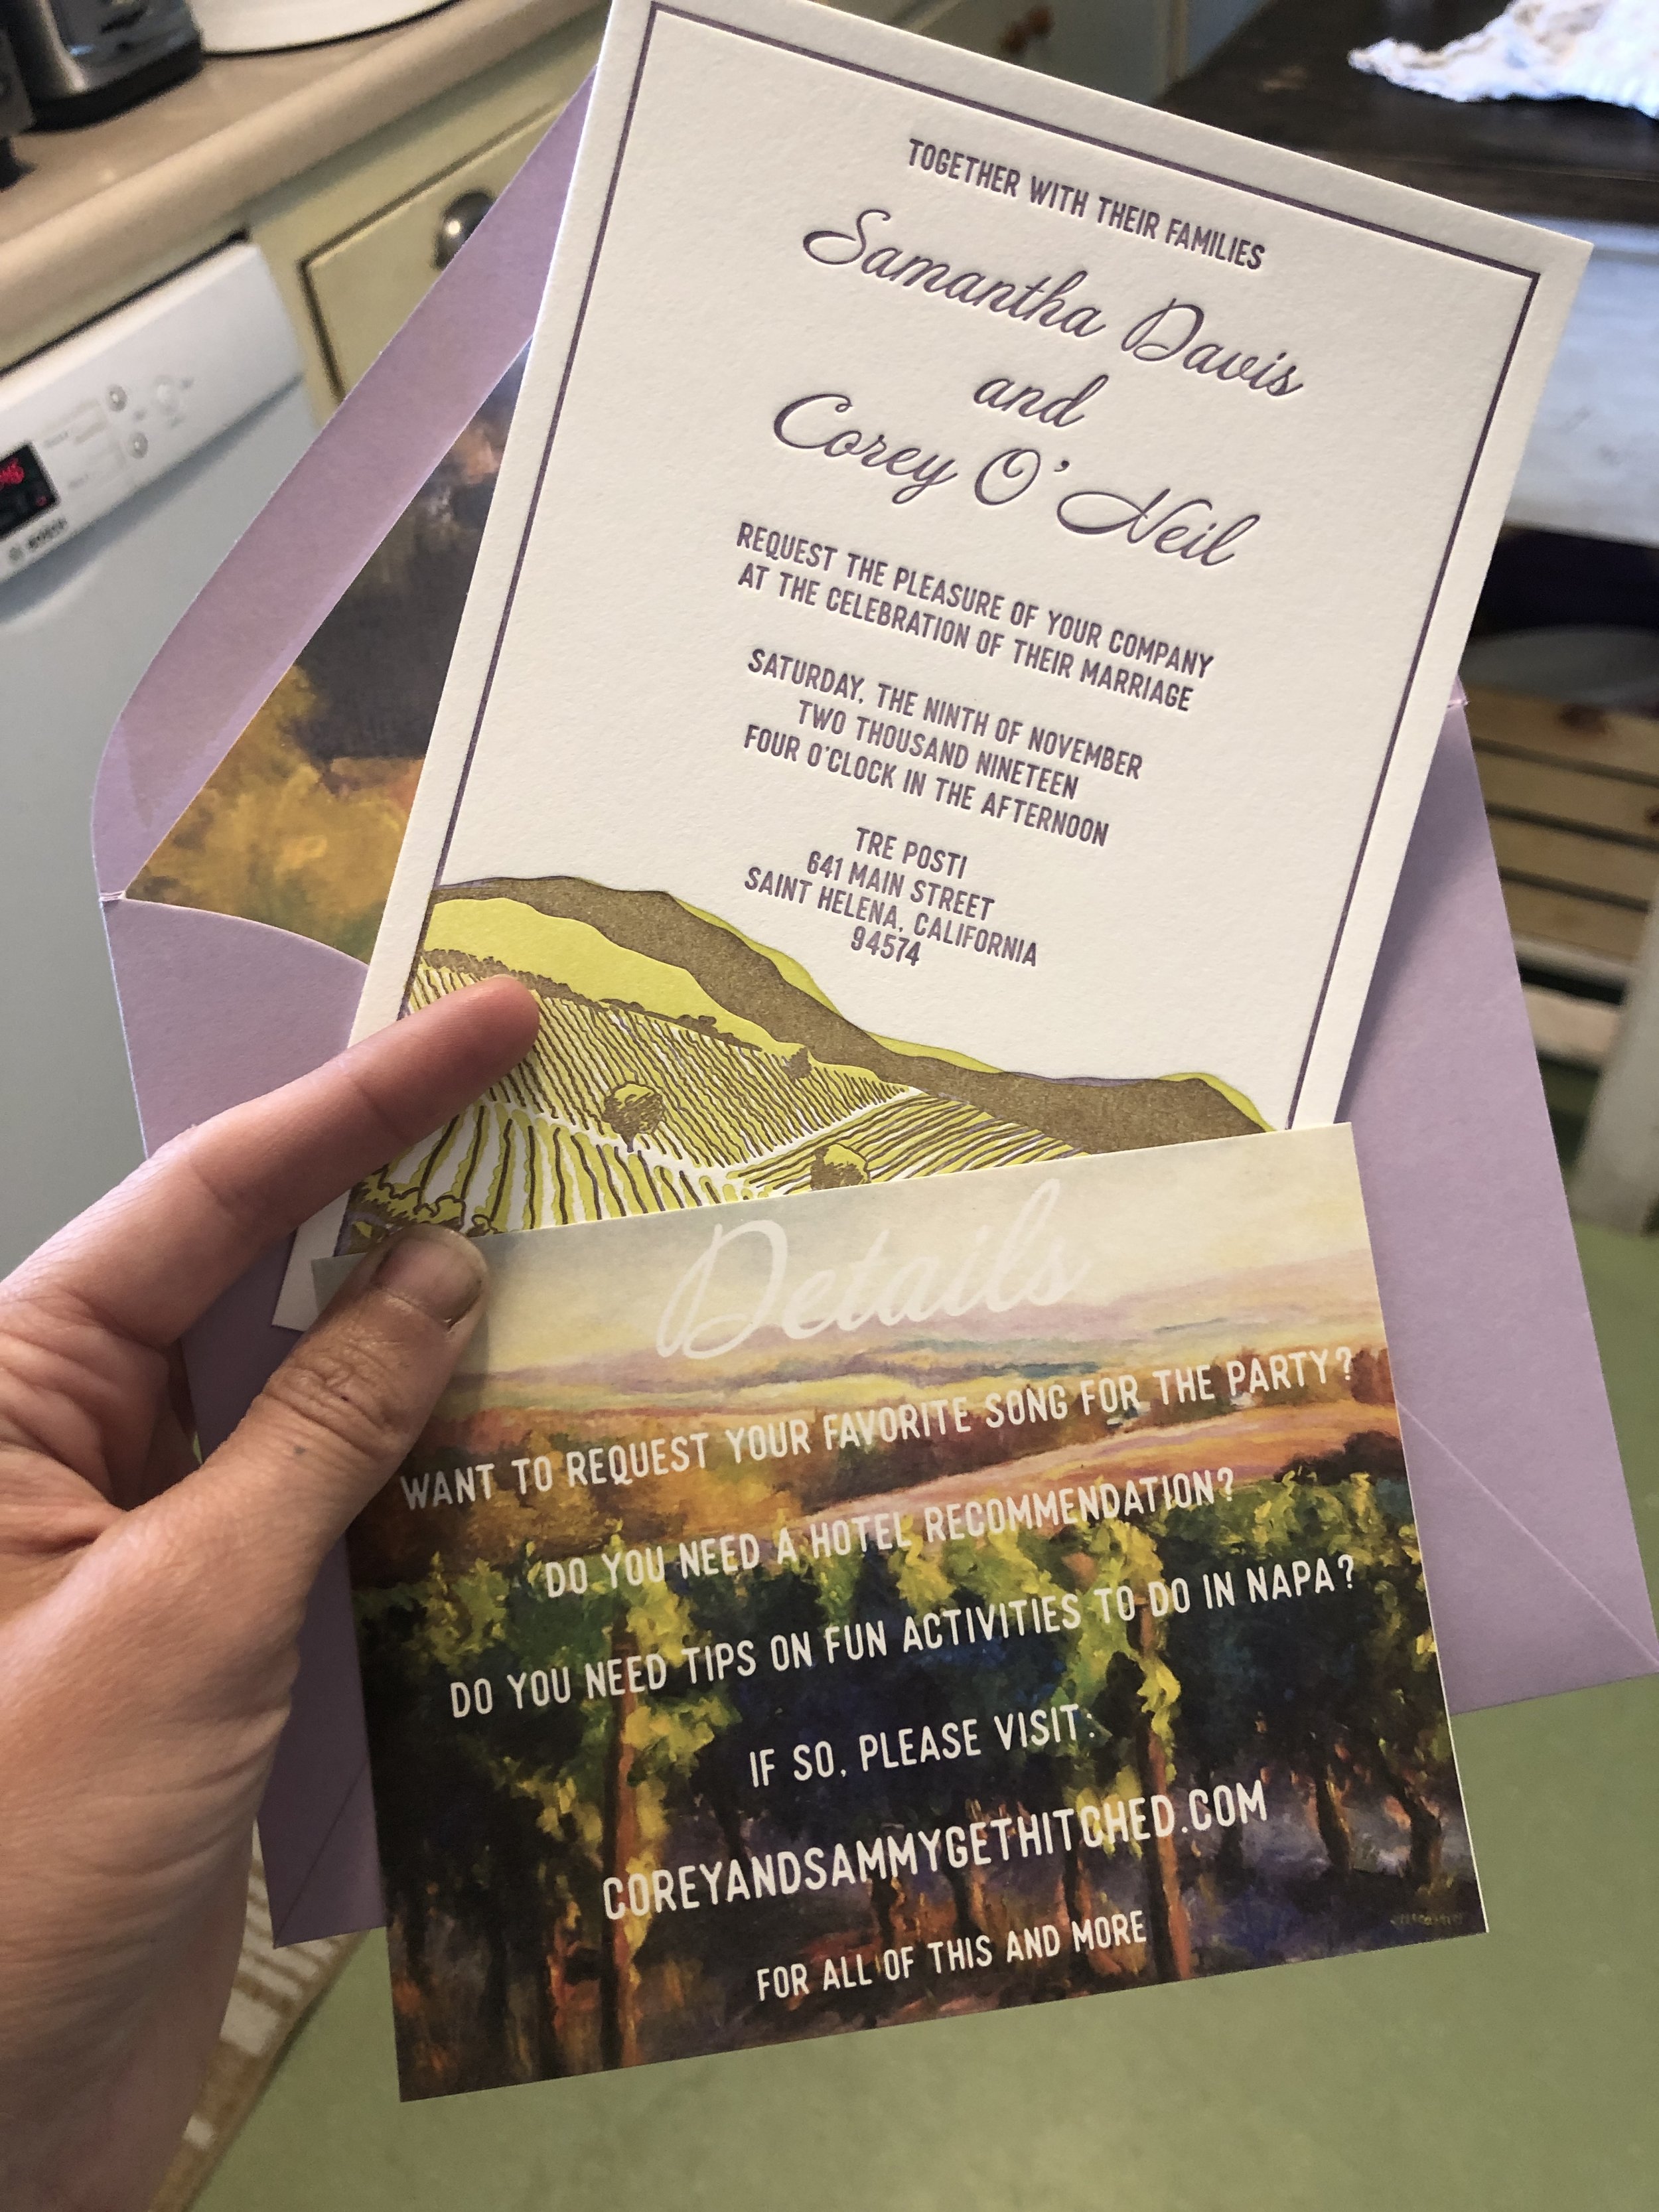 TOGETHER WITH THEIR FAMILIES
Samantha Davis
and
Corey O'Neil
REQUEST THE PLEASURE OF YOUR COMPANY
AT THE CELEBRATION OF THEIR MARRIAGE
SATURDAY, THE NINTH OF NOVEMBER
TWO THOUSAND NINETEEN
FOUR O'CLOCK IN THE AFTERNOON
TRE POSTI
641 MAIN STREET
SAINT HELENA, CALIFORNIA
94574
Details
WANT TO REQUEST YOUR FAVORITE SONG FOR THE PARTY?
DO YOU NEED A HOTEL RECOMMENDATION?
DO YOU NEED TIPS ON FUN ACTIVITIES TO DO IN NAPA?
IF SO, PLEASE VISIT:
COREYANDSAMMYGETHITCHED.COM
FOR ALL OF THIS AND MORE
BOSCH